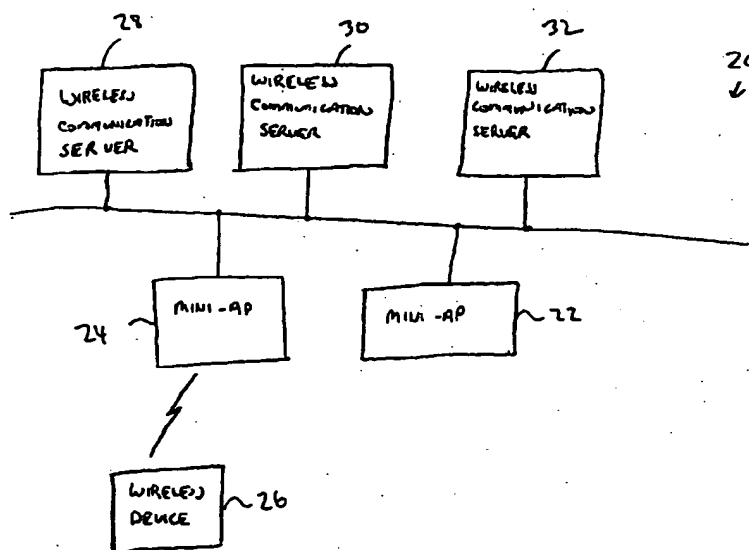 28
30
32
20
WIRELESS
COMMUNICATION
SERVER
WIRELESS
COMMUNICATION
SERVER
WIRELESS
COMMUNICATION
SERVER
24
MINI-AP
MINI-AP
22
WIRELESS
DEVICE
26